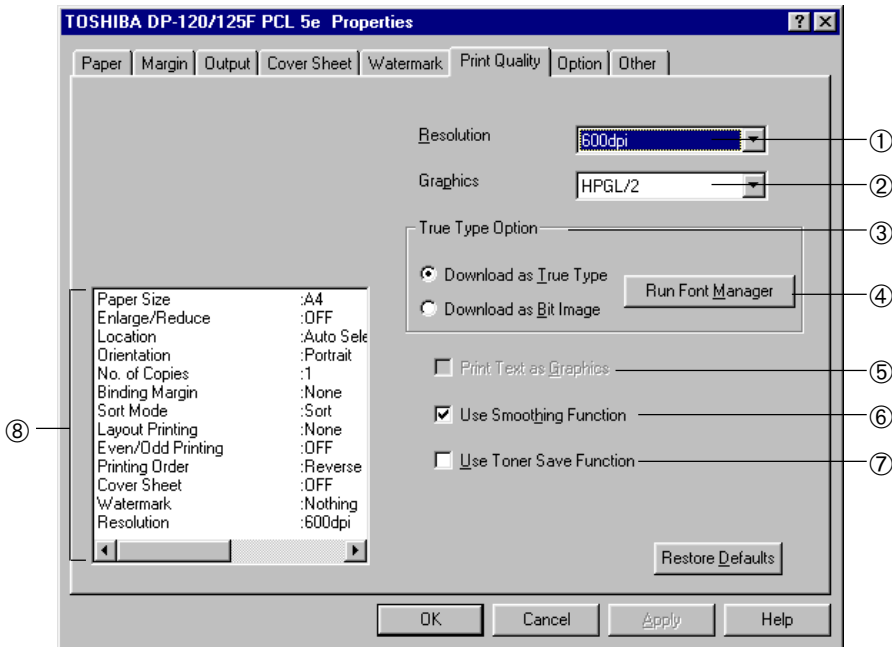 TOSHIBA DP-120/125F PCL 5e Properties
Paper Margin Output Cover Sheet Watermark Print Quality Option Other
Resolution 600dpi ①
Graphics HPGL/2 ②
True Type Option ③
Download as True Type
Run Font Manager ④
Download as Bit Image
Print Text as Graphics ⑤
Use Smoothing Function ⑥
Use Toner Save Function ⑦
⑧
Paper Size :A4
Enlarge/Reduce :OFF
Location :Auto Sele
Orientation :Portrait
No. of Copies :1
Binding Margin :None
Sort Mode :Sort
Layout Printing :None
Even/Odd Printing :OFF
Printing Order :Reverse
Cover Sheet :OFF
Watermark :Nothing
Resolution :600dpi
Restore Defaults
OK Cancel Apply Help